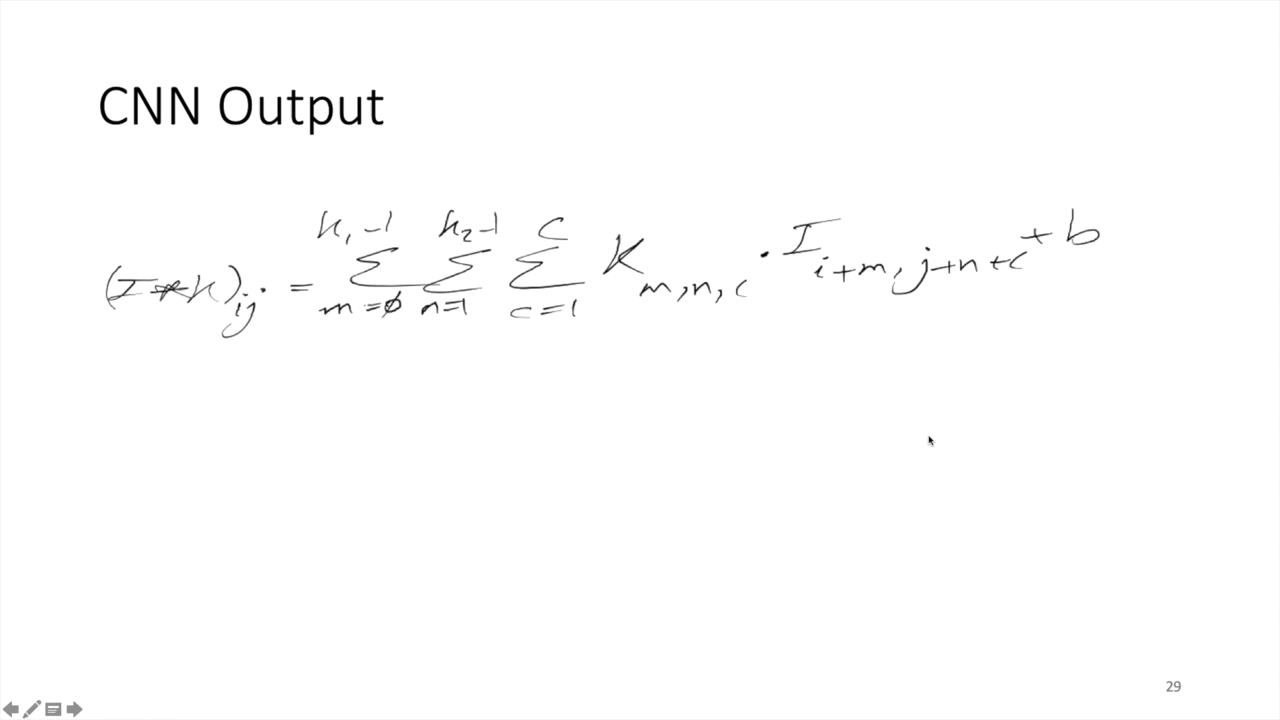 CNN Output
(I*K)ij = Σ_{m=0}^{k₁-1} Σ_{n=1}^{k₂-1} Σ_{c=1}^{C} K_{m,n,c} · I_{i+m, j+n+c} + b
29